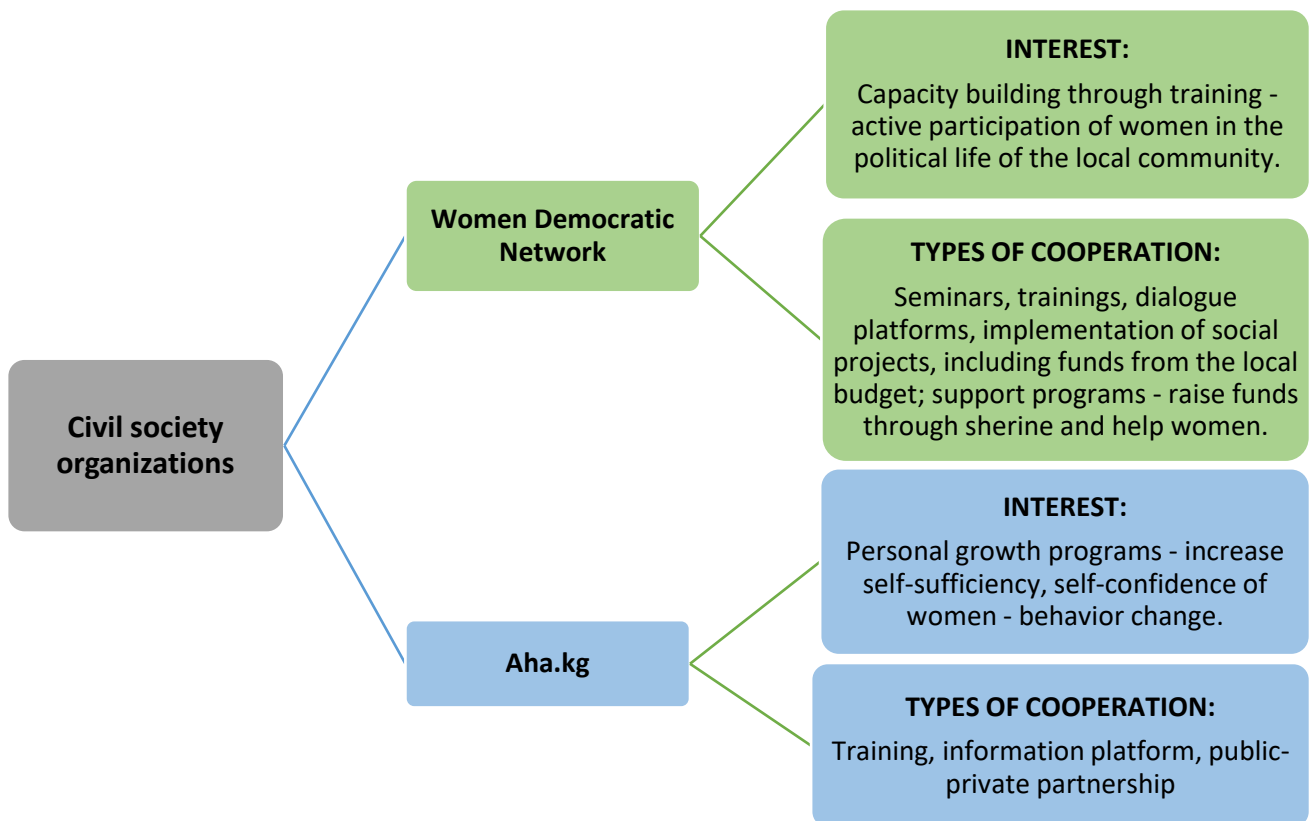 Civil society
organizations
Women Democratic
Network
INTEREST:
Capacity building through training -
active participation of women in the
political life of the local community.
TYPES OF COOPERATION:
Seminars, trainings, dialogue
platforms, implementation of social
projects, including funds from the local
budget; support programs - raise funds
through sherine and help women.
Aha.kg
INTEREST:
Personal growth programs - increase
self-sufficiency, self-confidence of
women - behavior change.
TYPES OF COOPERATION:
Training, information platform, public-
private partnership